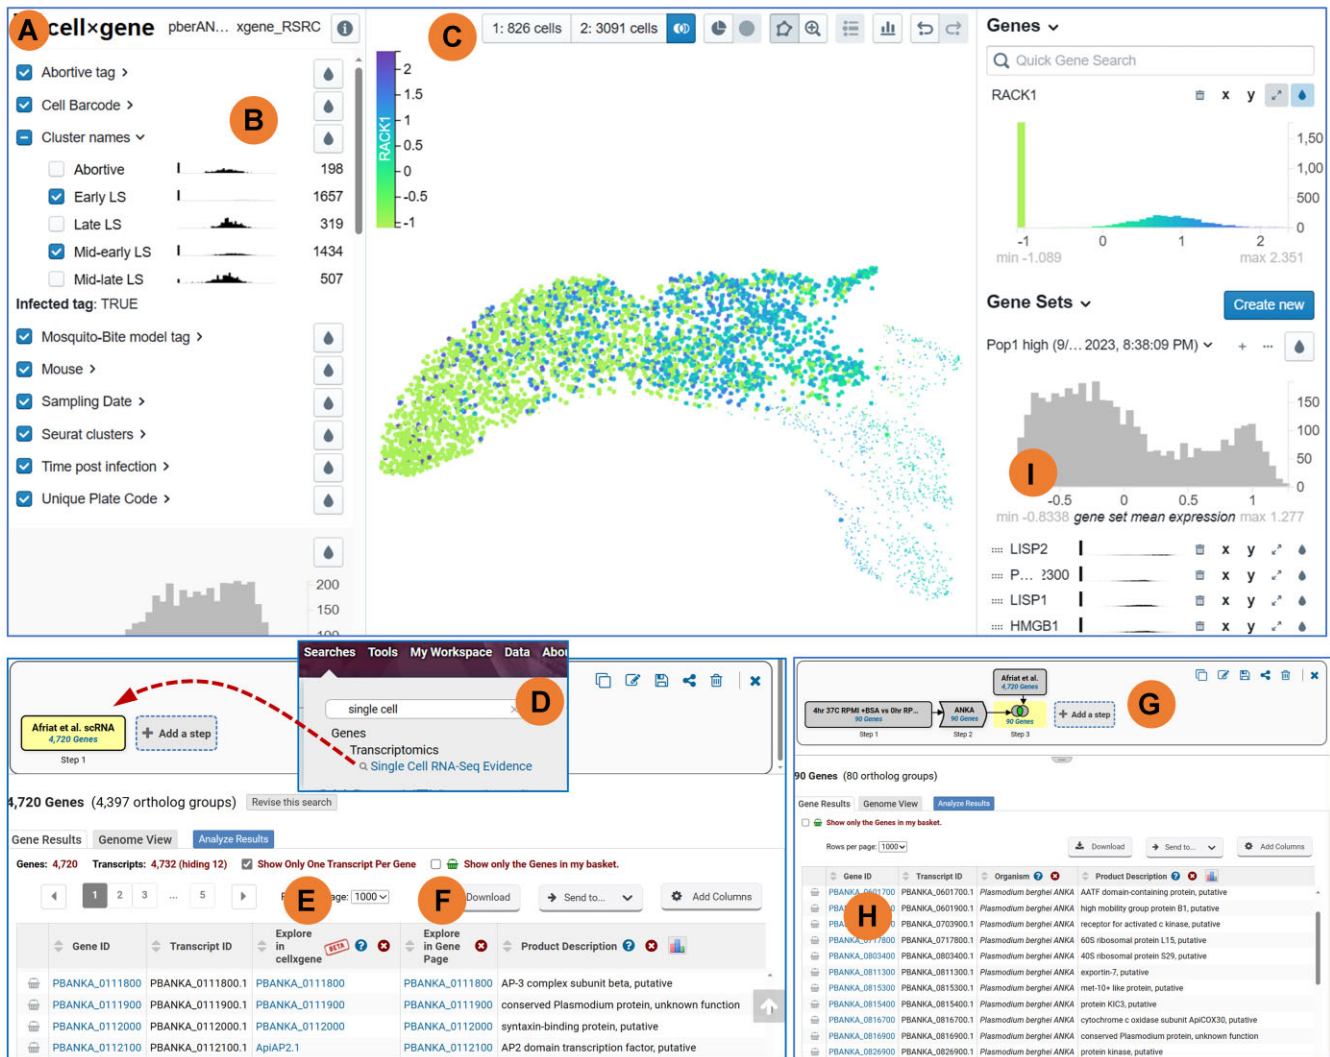 A cell×gene pberAN... xgene_RSRC
Abortive tag
Cell Barcode
B
Cluster names
Abortive 198
Early LS 1657
Late LS 319
Mid-early LS 1434
Mid-late LS 507
Infected tag: TRUE
Mosquito-Bite model tag
Mouse
Sampling Date
Seurat clusters
Time post infection
Unique Plate Code
200
150
100
C 1: 826 cells 2: 3091 cells
RACK1
2
1.5
1
0.5
0
-0.5
-1
Genes
Quick Gene Search
RACK1 x y
1,50
1,00
500
0
-1 0 1 2
min -1.089 max 2.351
Gene Sets Create new
Pop1 high (9/... 2023, 8:38:09 PM) + ...
150
100
50
0
I
-0.5 0 0.5 1
min -0.8338 gene set mean expression max 1.277
LISP2 x y
P... :300 x y
LISP1 x y
HMGB1 x y
Searches Tools My Workspace Data Abou
D
single cell
Genes
Transcriptomics
Single Cell RNA-Seq Evidence
Afriat et al. scRNA
4,720 Genes
+ Add a step
Step 1
4,720 Genes (4,397 ortholog groups) Revise this search
Gene Results Genome View Analyze Results
Genes: 4,720 Transcripts: 4,732 (hiding 12) Show Only One Transcript Per Gene Show only the Genes in my basket.
1 2 3 ... 5 E page: 1000 F Download Send to... Add Columns
Gene ID Transcript ID Explore in cellxgene BETA Explore in Gene Page Product Description
PBANKA_0111800 PBANKA_0111800.1 PBANKA_0111800 PBANKA_0111800 AP-3 complex subunit beta, putative
PBANKA_0111900 PBANKA_0111900.1 PBANKA_0111900 PBANKA_0111900 conserved Plasmodium protein, unknown function
PBANKA_0112000 PBANKA_0112000.1 PBANKA_0112000 PBANKA_0112000 syntaxin-binding protein, putative
PBANKA_0112100 PBANKA_0112100.1 ApiAP2.1 PBANKA_0112100 AP2 domain transcription factor, putative
Afriat et al.
4,720 Genes
G
4hr 37C RPMI +BSA vs 0hr RP...
90 Genes
ANKA
90 Genes
90 Genes
+ Add a step
Step 1 Step 2 Step 3
90 Genes (80 ortholog groups)
Gene Results Genome View Analyze Results
Show only the Genes in my basket.
Rows per page: 1000 Download Send to... Add Columns
Gene ID Transcript ID Organism Product Description
PBANKA_0601700 PBANKA_0601700.1 Plasmodium berghei ANKA AATF domain-containing protein, putative
H
PBANKA_0601900.1 Plasmodium berghei ANKA high mobility group protein B1, putative
PBANKA_0703900.1 Plasmodium berghei ANKA receptor for activated c kinase, putative
PBANKA_0717800.1 Plasmodium berghei ANKA 60S ribosomal protein L15, putative
PBANKA_0803400 PBANKA_0803400.1 Plasmodium berghei ANKA 40S ribosomal protein S29, putative
PBANKA_0811300 PBANKA_0811300.1 Plasmodium berghei ANKA exportin-7, putative
PBANKA_0815300 PBANKA_0815300.1 Plasmodium berghei ANKA met-10+ like protein, putative
PBANKA_0815400 PBANKA_0815400.1 Plasmodium berghei ANKA protein KIC3, putative
PBANKA_0816700 PBANKA_0816700.1 Plasmodium berghei ANKA cytochrome c oxidase subunit ApiCOX30, putative
PBANKA_0816900 PBANKA_0816900.1 Plasmodium berghei ANKA conserved Plasmodium protein, unknown function
PBANKA_0826900 PBANKA_0826900.1 Plasmodium berghei ANKA protein kinase, putative